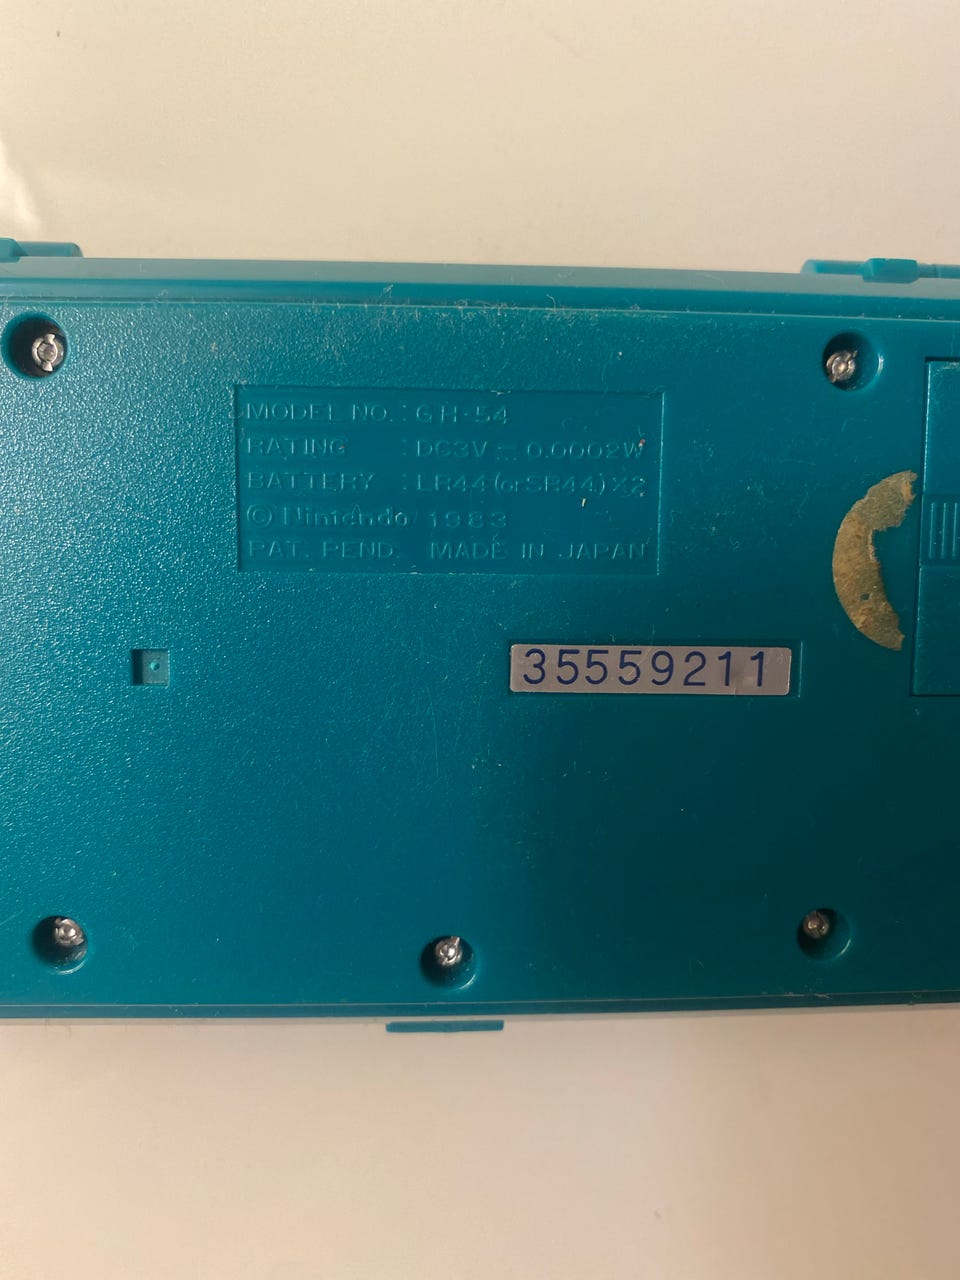 MODEL NO. : GH-54
RATING : DC3V ⎓ 0.0002W
BATTERY : LR44 (or SR44) X2
© Nintendo 1983
PAT. PEND. MADE IN JAPAN
35559211